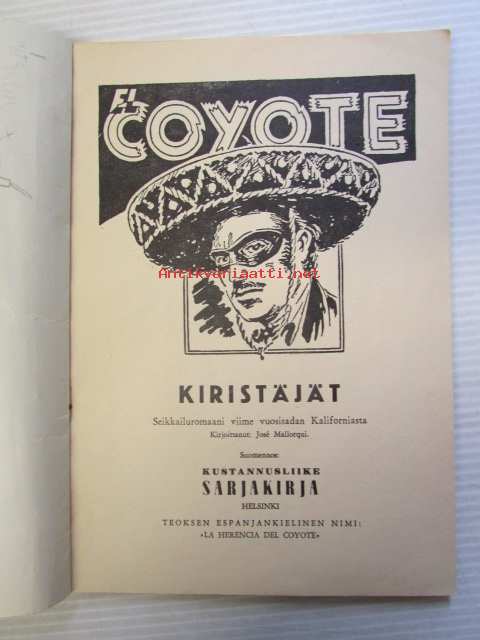 EL
COYOTE
Antikvariaatti.net
KIRISTÄJÄT
Seikkailuromaani viime vuosisadan Kaliforniasta
Kirjoittanut: José Mallorqui.
Suomennos:
KUSTANNUSLIIKE
SARJAKIRJA
HELSINKI
TEOKSEN ESPANJANKIELINEN NIMI:
»LA HERENCIA DEL COYOTE»